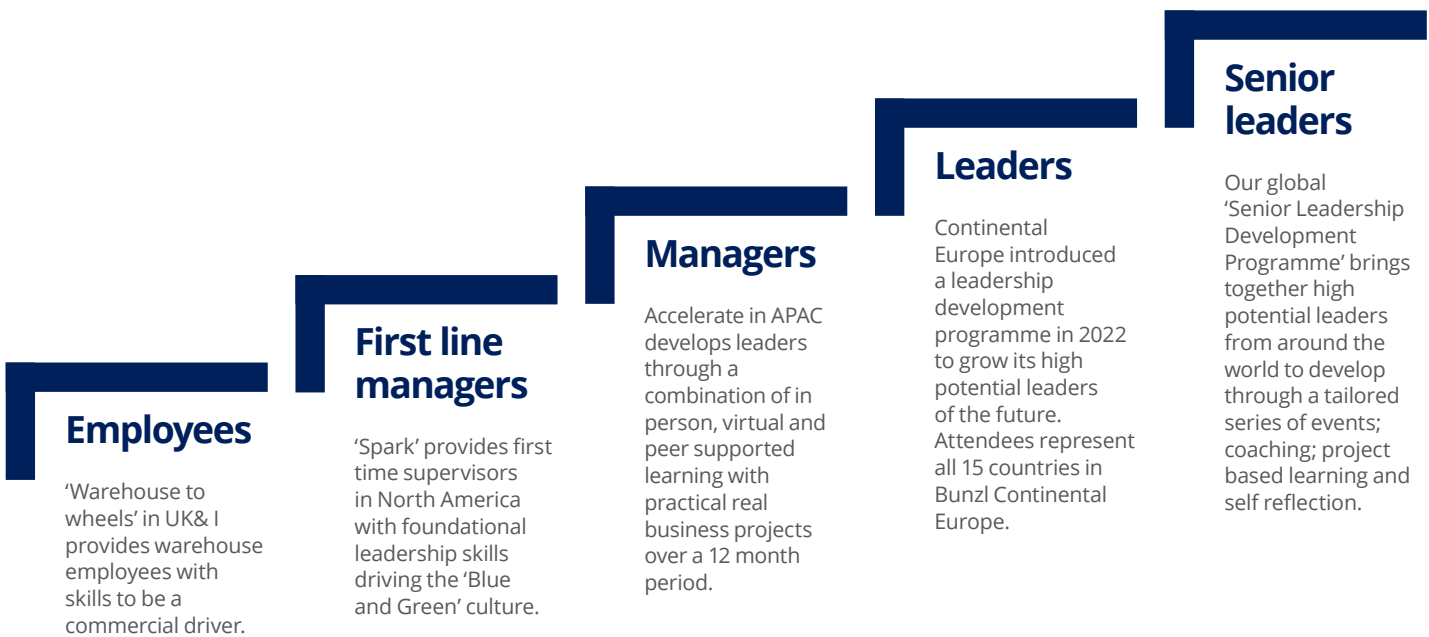 Employees
‘Warehouse to
wheels’ in UK& I
provides warehouse
employees with
skills to be a
commercial driver.
First line
managers
‘Spark’ provides first
time supervisors
in North America
with foundational
leadership skills
driving the ‘Blue
and Green’ culture.
Managers
Accelerate in APAC
develops leaders
through a
combination of in
person, virtual and
peer supported
learning with
practical real
business projects
over a 12 month
period.
Leaders
Continental
Europe introduced
a leadership
development
programme in 2022
to grow its high
potential leaders
of the future.
Attendees represent
all 15 countries in
Bunzl Continental
Europe.
Senior
leaders
Our global
‘Senior Leadership
Development
Programme’ brings
together high
potential leaders
from around the
world to develop
through a tailored
series of events;
coaching; project
based learning and
self reflection.